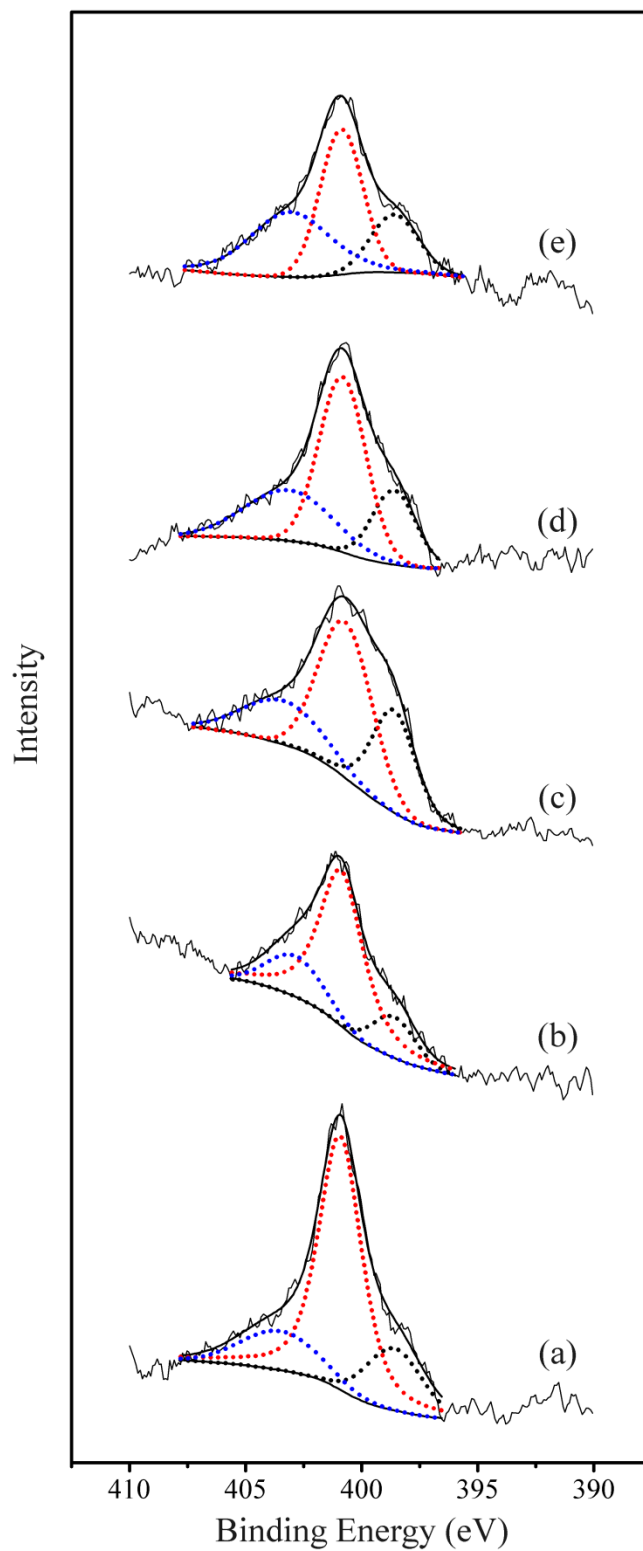 (e)
(d)
(c)
(b)
(a)
Intensity
410 405 400 395 390
Binding Energy (eV)